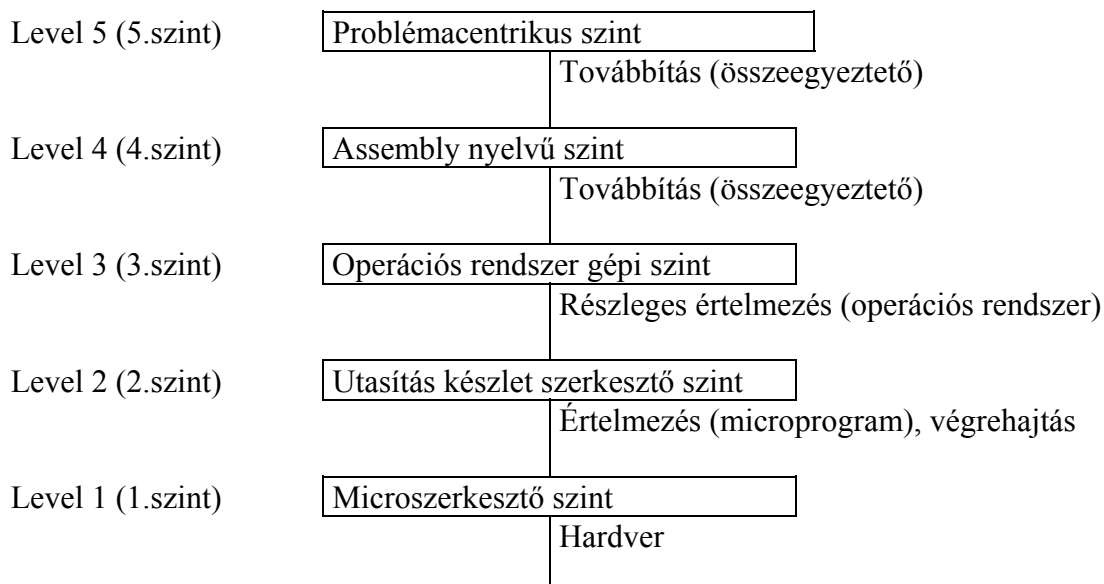 Level 5 (5.szint) Problémacentrikus szint
Továbbítás (összeegyeztető)
Level 4 (4.szint) Assembly nyelvű szint
Továbbítás (összeegyeztető)
Level 3 (3.szint) Operációs rendszer gépi szint
Részleges értelmezés (operációs rendszer)
Level 2 (2.szint) Utasítás készlet szerkesztő szint
Értelmezés (microprogram), végrehajtás
Level 1 (1.szint) Microszerkesztő szint
Hardver